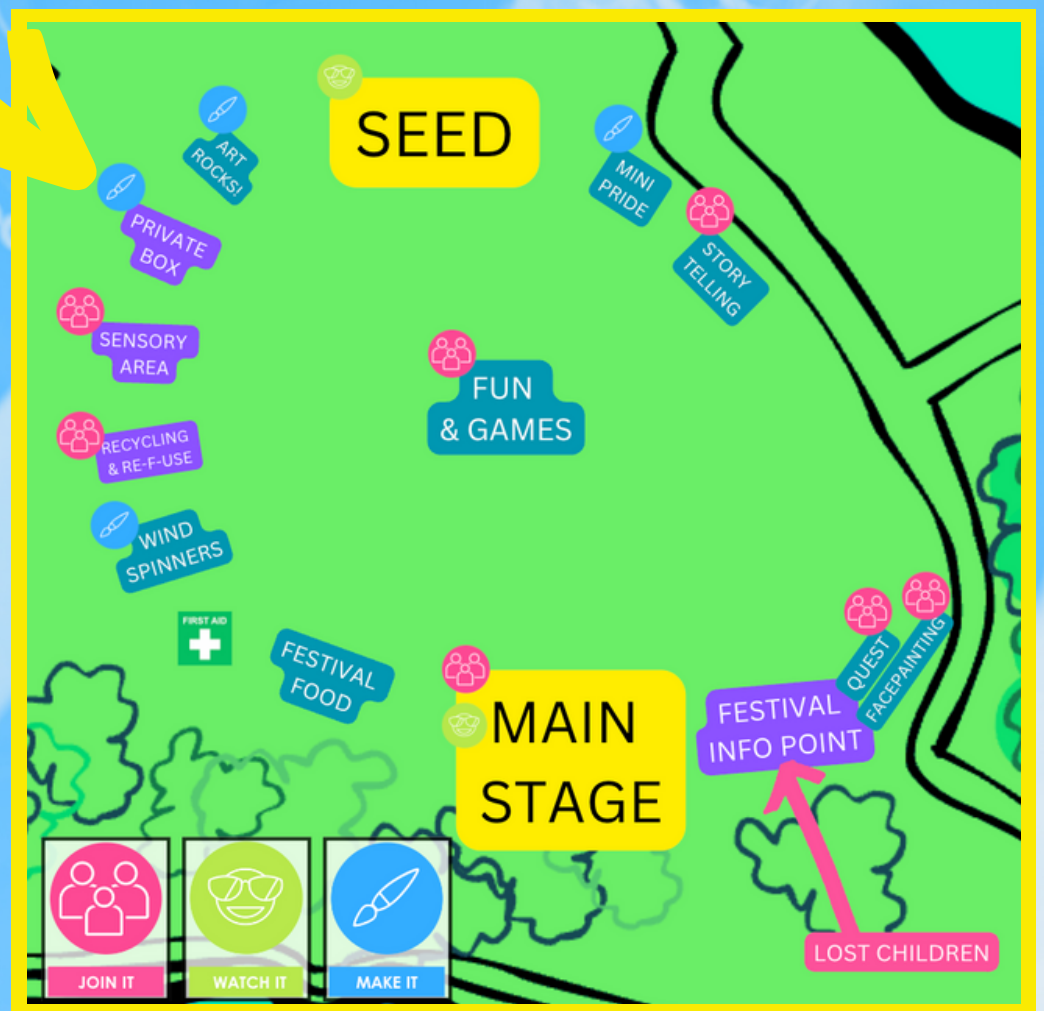 SEED
ART
ROCKS!
MINI
PRIDE
PRIVATE
BOX
STORY
TELLING
SENSORY
AREA
FUN
& GAMES
RECYCLING
& RE-F-USE
WIND
SPINNERS
FIRST AID
FESTIVAL
FOOD
MAIN
STAGE
QUEST
FACEPAINTING
FESTIVAL
INFO POINT
LOST CHILDREN
JOIN IT
WATCH IT
MAKE IT